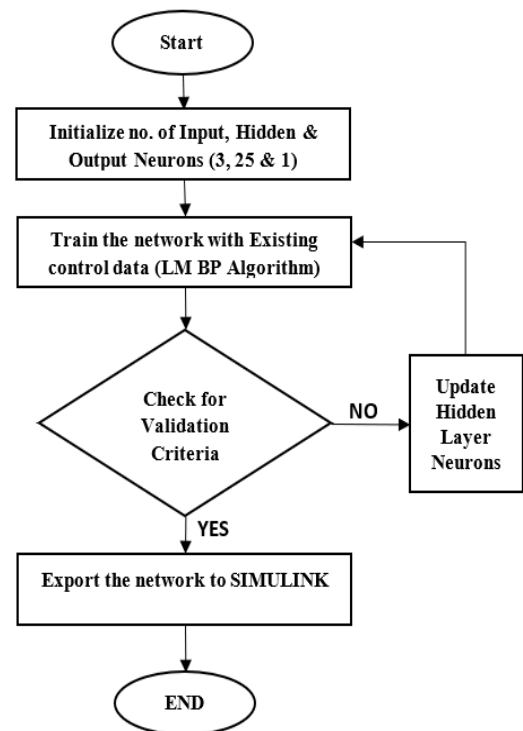 Start
Initialize no. of Input, Hidden &
Output Neurons (3, 25 & 1)
Train the network with Existing
control data (LM BP Algorithm)
Check for
Validation
Criteria
NO
Update
Hidden
Layer
Neurons
YES
Export the network to SIMULINK
END